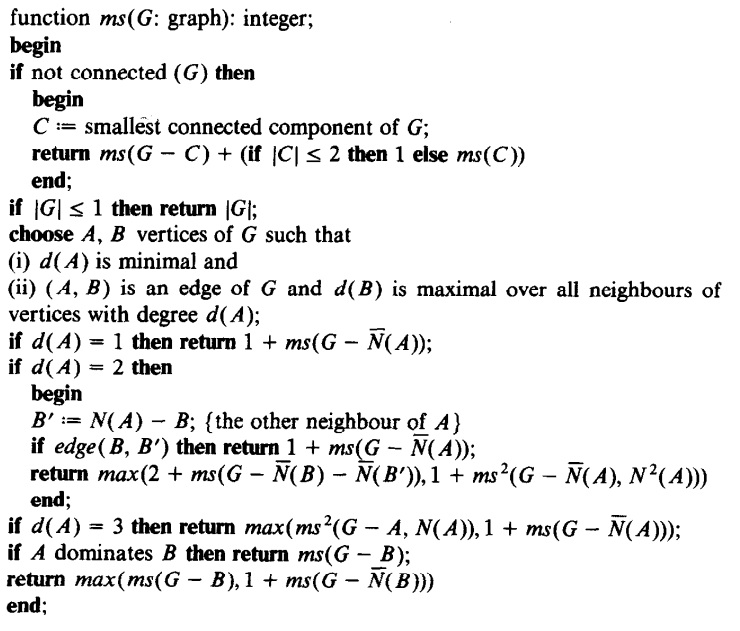 function ms(G: graph): integer;
begin
if not connected (G) then
begin
C := smallest connected component of G;
return ms(G − C) + (if |C| ≤ 2 then 1 else ms(C))
end;
if |G| ≤ 1 then return |G|;
choose A, B vertices of G such that
(i) d(A) is minimal and
(ii) (A, B) is an edge of G and d(B) is maximal over all neighbours of
vertices with degree d(A);
if d(A) = 1 then return 1 + ms(G − N̅(A));
if d(A) = 2 then
begin
B′ := N(A) − B; {the other neighbour of A}
if edge(B, B′) then return 1 + ms(G − N̅(A));
return max(2 + ms(G − N̅(B) − N̅(B′)), 1 + ms²(G − N̅(A), N²(A)))
end;
if d(A) = 3 then return max(ms²(G − A, N(A)), 1 + ms(G − N̅(A)));
if A dominates B then return ms(G − B);
return max(ms(G − B), 1 + ms(G − N̅(B)))
end;